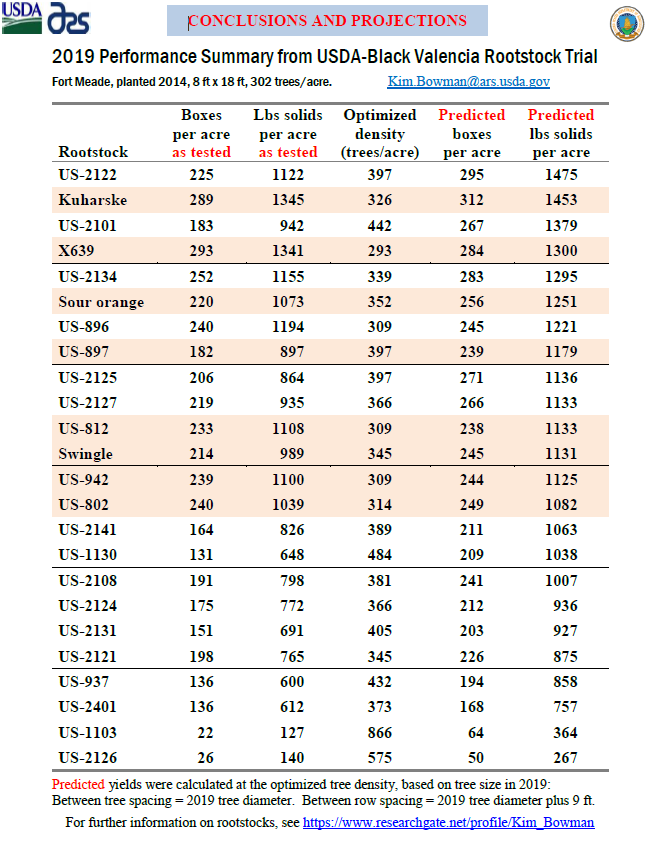 USDA
ars
CONCLUSIONS AND PROJECTIONS
2019 Performance Summary from USDA-Black Valencia Rootstock Trial
Fort Meade, planted 2014, 8 ft x 18 ft, 302 trees/acre. Kim.Bowman@ars.usda.gov
Boxes Lbs solids Optimized Predicted Predicted
per acre per acre density boxes lbs solids
Rootstock as tested as tested (trees/acre) per acre per acre
US-2122 225 1122 397 295 1475
Kuharske 289 1345 326 312 1453
US-2101 183 942 442 267 1379
X639 293 1341 293 284 1300
US-2134 252 1155 339 283 1295
Sour orange 220 1073 352 256 1251
US-896 240 1194 309 245 1221
US-897 182 897 397 239 1179
US-2125 206 864 397 271 1136
US-2127 219 935 366 266 1133
US-812 233 1108 309 238 1133
Swingle 214 989 345 245 1131
US-942 239 1100 309 244 1125
US-802 240 1039 314 249 1082
US-2141 164 826 389 211 1063
US-1130 131 648 484 209 1038
US-2108 191 798 381 241 1007
US-2124 175 772 366 212 936
US-2131 151 691 405 203 927
US-2121 198 765 345 226 875
US-937 136 600 432 194 858
US-2401 136 612 373 168 757
US-1103 22 127 866 64 364
US-2126 26 140 575 50 267
Predicted yields were calculated at the optimized tree density, based on tree size in 2019:
Between tree spacing = 2019 tree diameter. Between row spacing = 2019 tree diameter plus 9 ft.
For further information on rootstocks, see https://www.researchgate.net/profile/Kim_Bowman